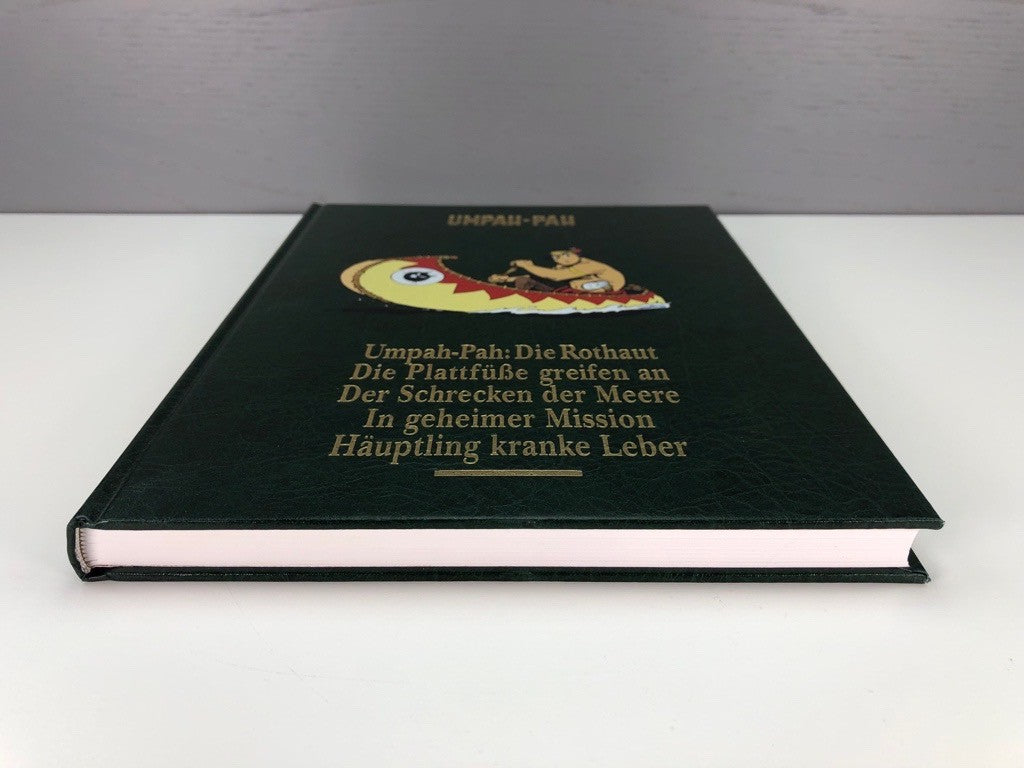 UMPAH-PAH
Umpah-Pah: Die Rothaut
Die Plattfüße greifen an
Der Schrecken der Meere
In geheimer Mission
Häuptling kranke Leber